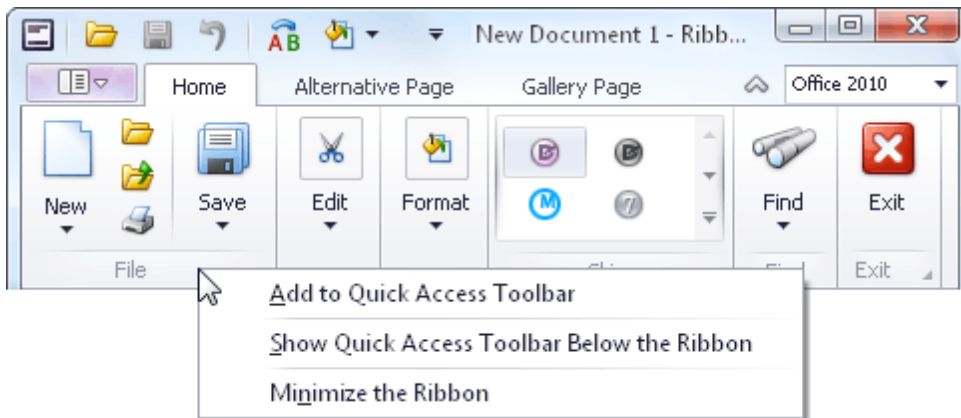 AB New Document 1 - Ribb...
Home Alternative Page Gallery Page Office 2010
New Save Edit Format Find Exit
File Exit
Add to Quick Access Toolbar
Show Quick Access Toolbar Below the Ribbon
Minimize the Ribbon